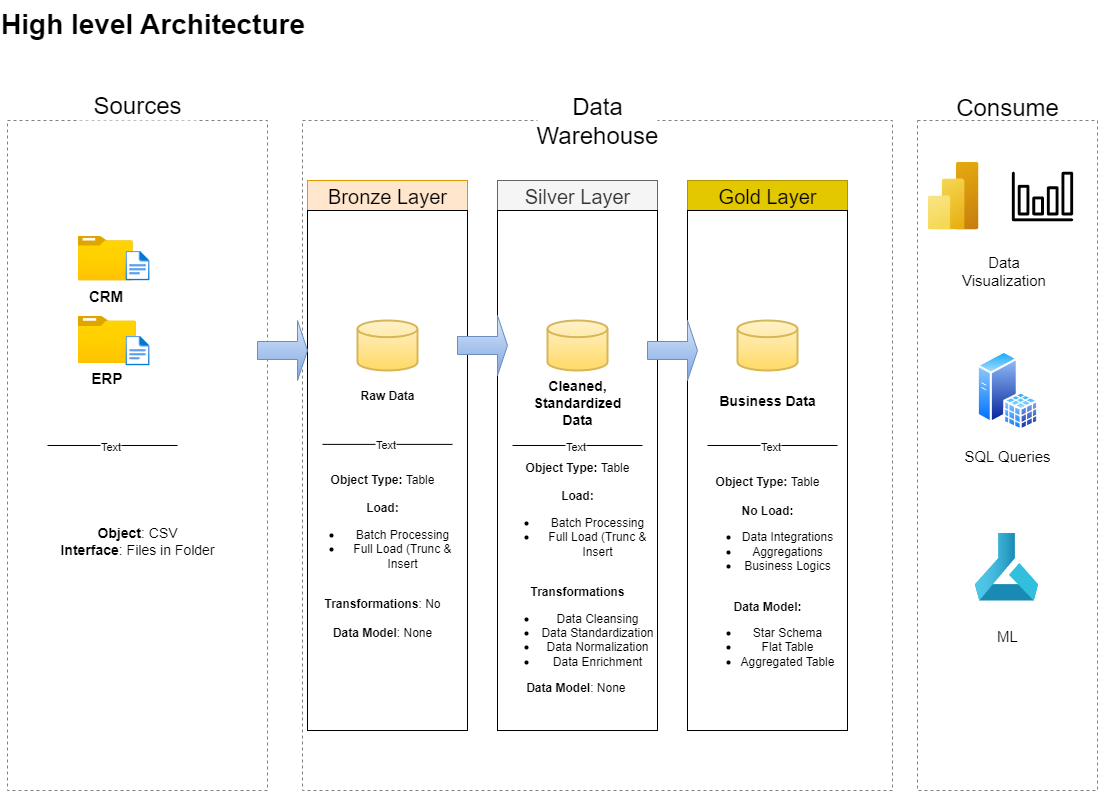 High level Architecture
Sources
CRM
ERP
Text
Object: CSV
Interface: Files in Folder
Data
Warehouse
Bronze Layer
Raw Data
Text
Object Type: Table
Load:
• Batch Processing
• Full Load (Trunc &
Insert
Transformations: No
Data Model: None
Silver Layer
Cleaned,
Standardized
Data
Text
Object Type: Table
Load:
• Batch Processing
• Full Load (Trunc &
Insert
Transformations
• Data Cleansing
• Data Standardization
• Data Normalization
• Data Enrichment
Data Model: None
Gold Layer
Business Data
Text
Object Type: Table
No Load:
• Data Integrations
• Aggregations
• Business Logics
Data Model:
• Star Schema
• Flat Table
• Aggregated Table
Consume
Data
Visualization
SQL Queries
ML